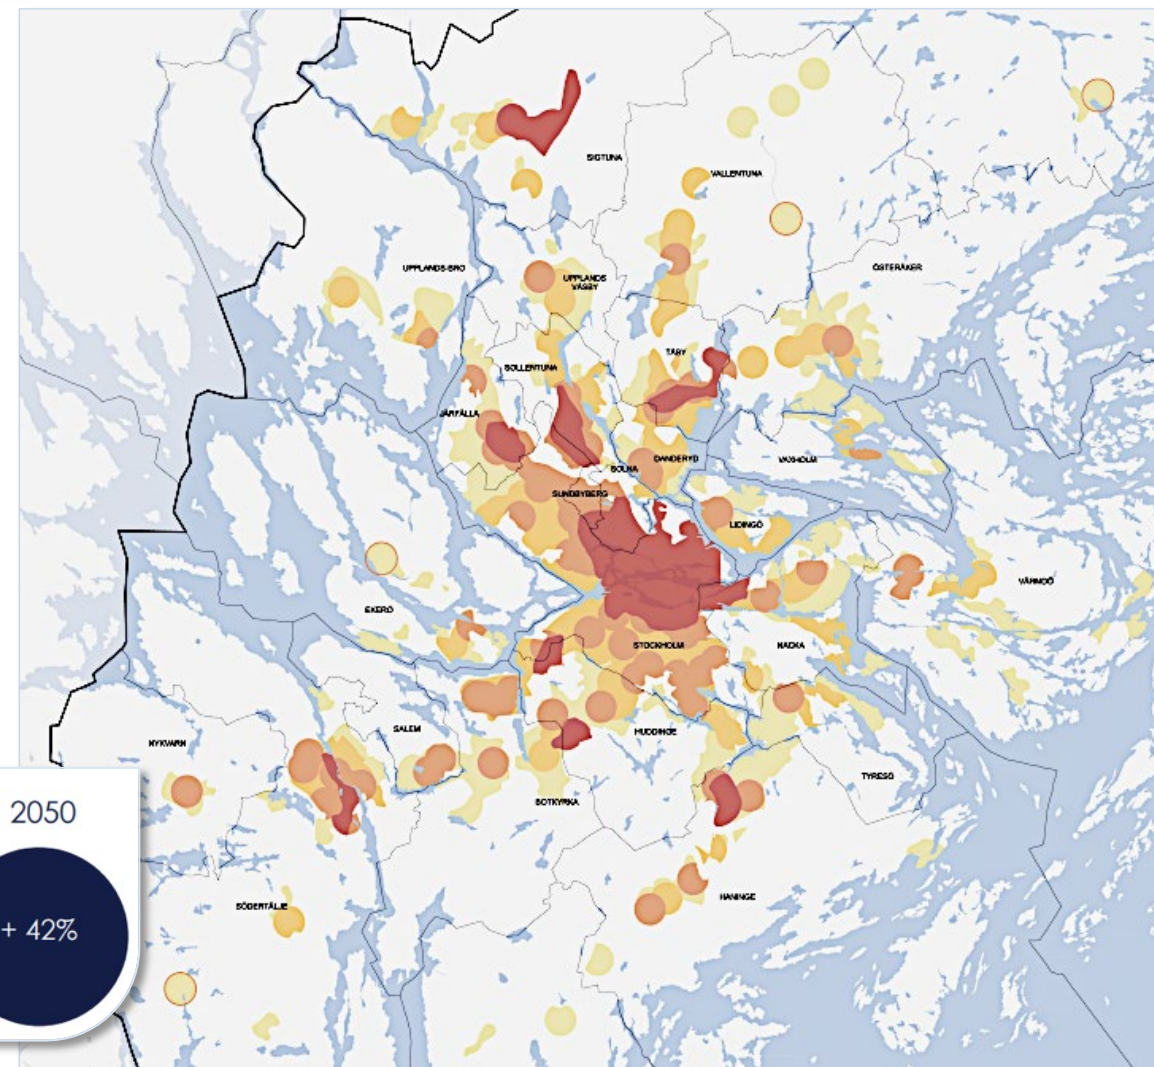 SIGTUNA
VALLENTUNA
UPPLANDS-BRO
UPPLANDS
VÄSBY
ÖSTERÅKER
TÄBY
SOLLENTUNA
JÄRFÄLLA
DANDERYD
VAXHOLM
SOLNA
SUNDBYBERG
LIDINGÖ
VÄRMDÖ
EKERÖ
STOCKHOLM
NACKA
SALEM
HUDDINGE
NYKVARN
TYRESÖ
BOTKYRKA
2050
HANINGE
SÖDERTÄLJE
+ 42%